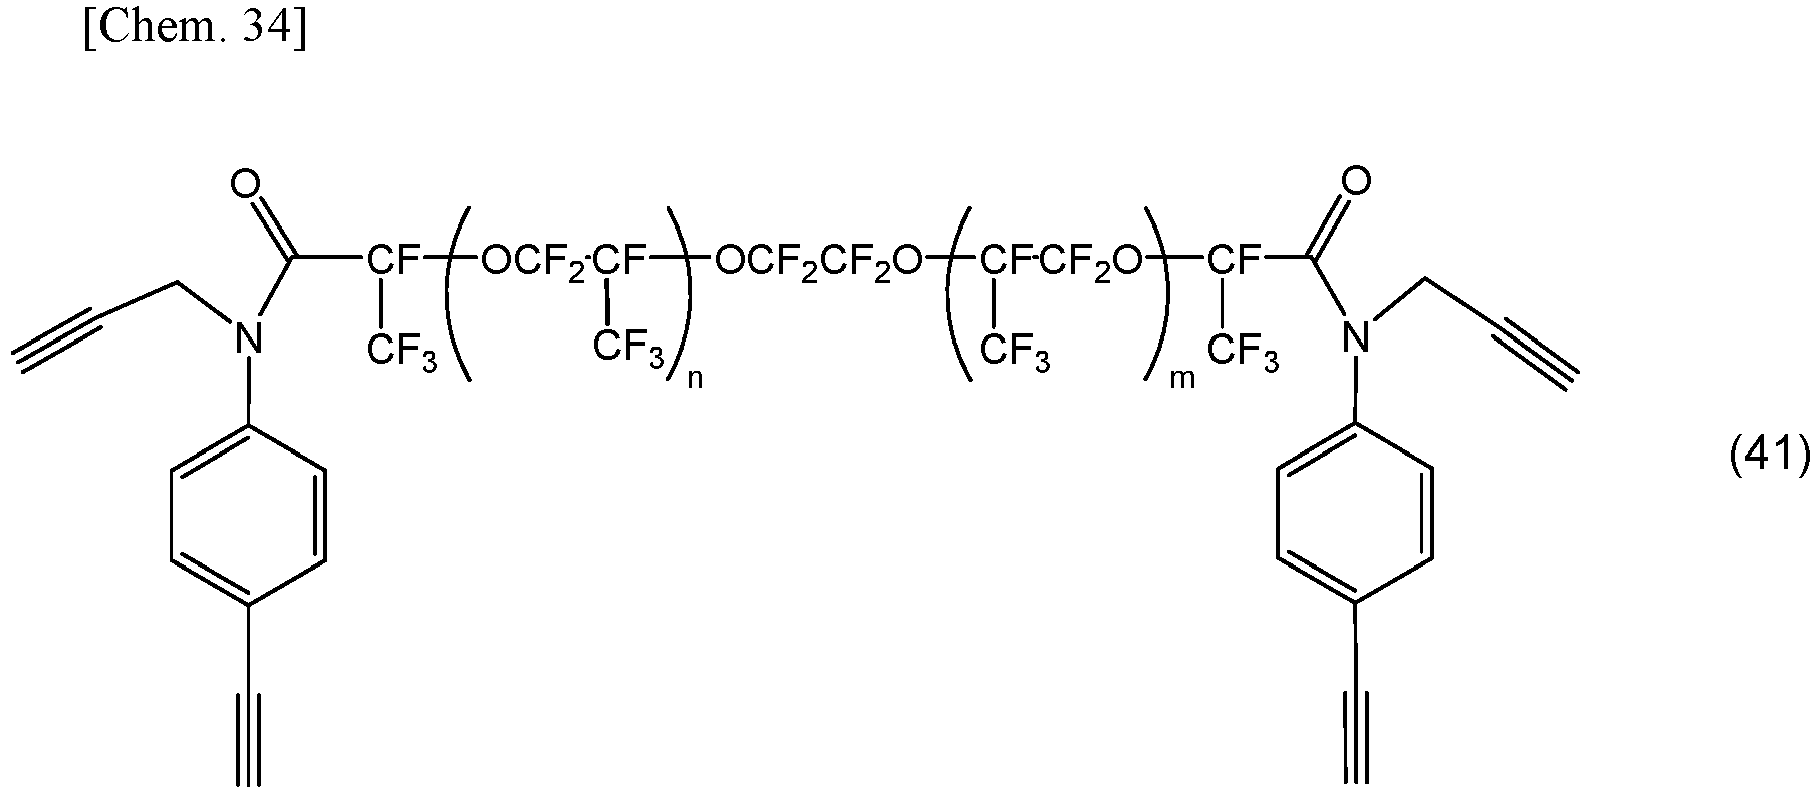 [Chem. 34]
O O
CF OCF2 CF OCF2CF2O CF CF2O CF
N CF3 CF3 CF3 CF3 N
n m
(41)